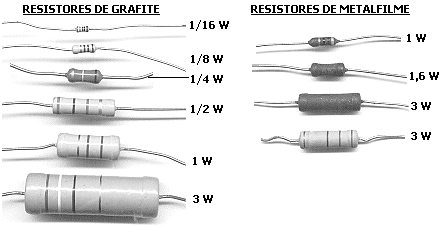 RESISTORES DE GRAFITE
1/16 W
1/8 W
1/4 W
1/2 W
1 W
3 W
RESISTORES DE METALFILME
1 W
1,6 W
3 W
3 W